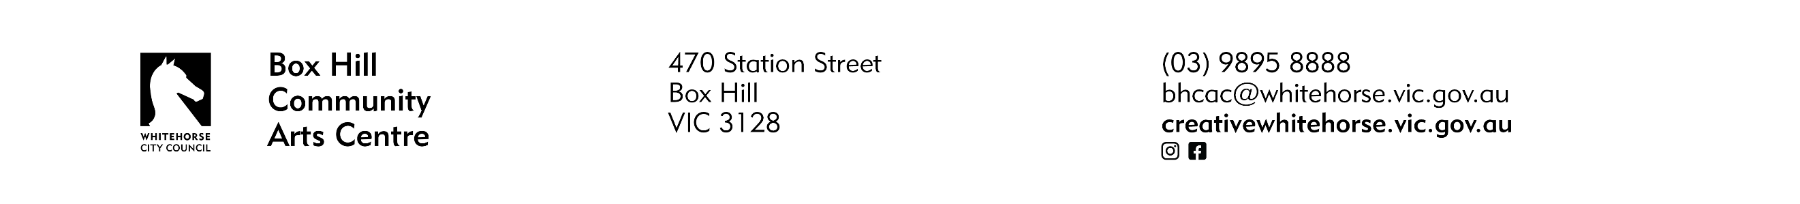 WHITEHORSE
CITY COUNCIL
Box Hill
Community
Arts Centre
470 Station Street
Box Hill
VIC 3128
(03) 9895 8888
bhcac@whitehorse.vic.gov.au
creativewhitehorse.vic.gov.au